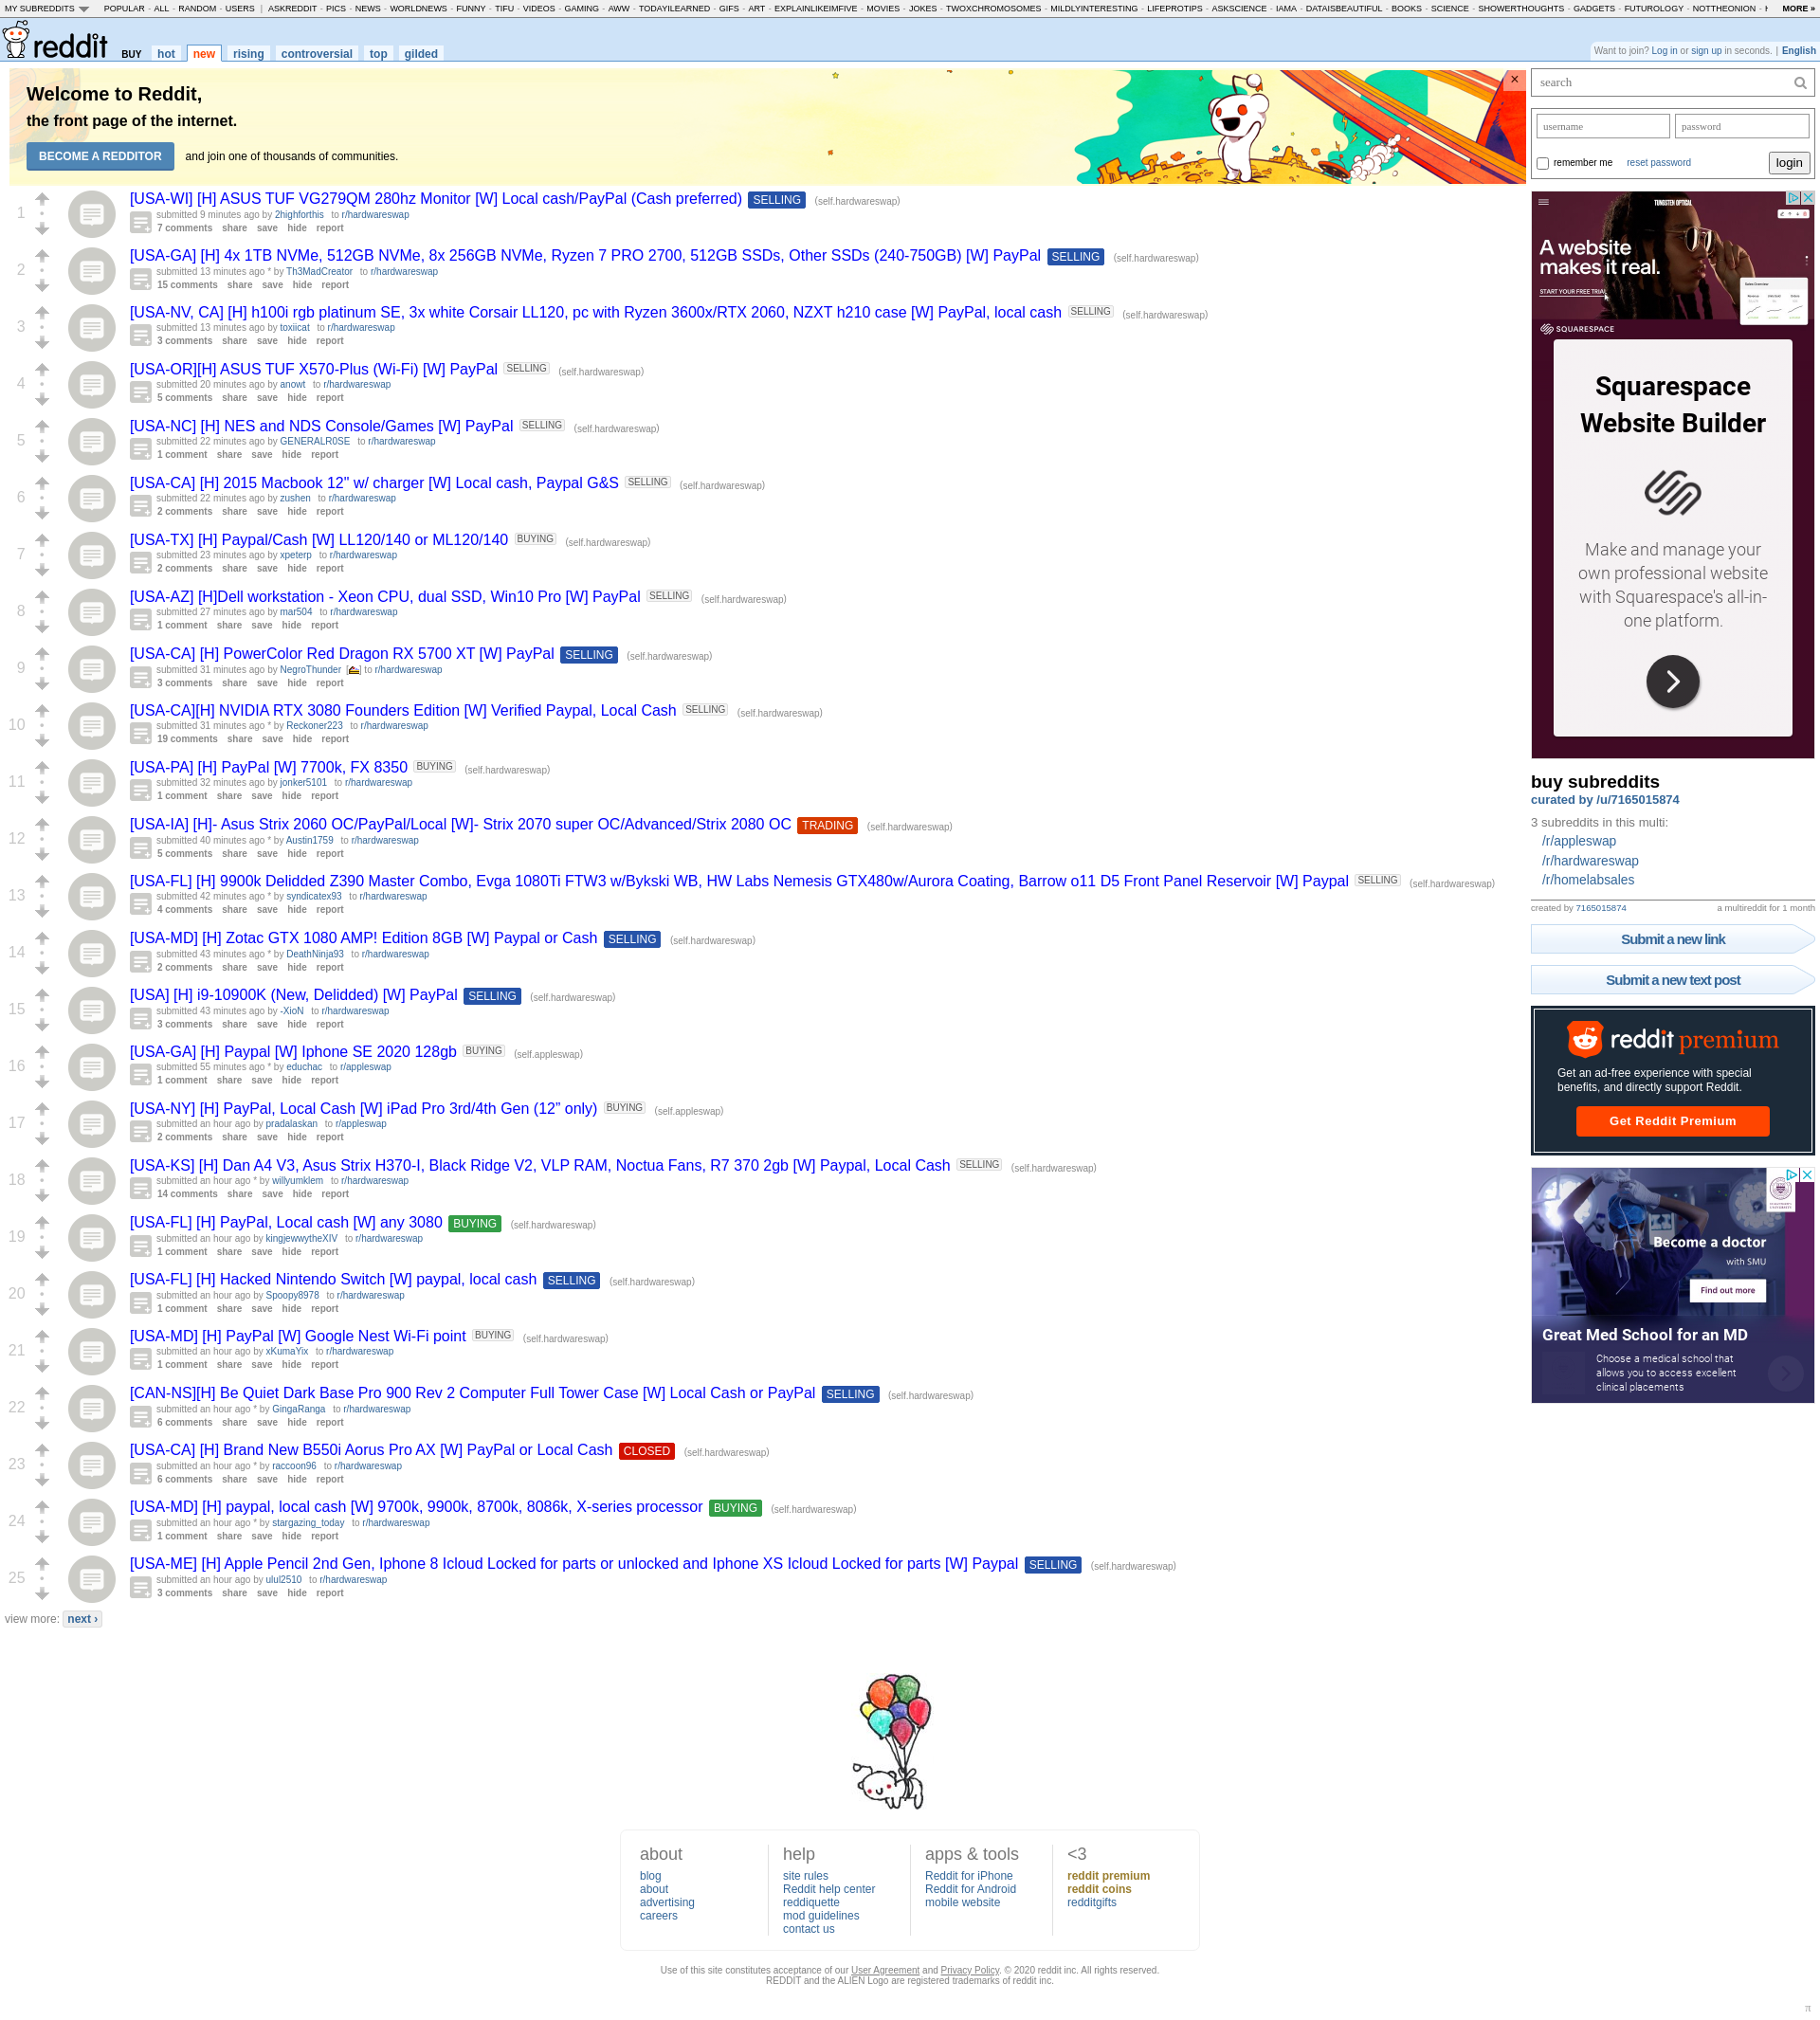 MY SUBREDDITS POPULAR - ALL - RANDOM - USERS | ASKREDDIT - PICS - NEWS - WORLDNEWS - FUNNY - TIFU - VIDEOS - GAMING - AWW - TODAYILEARNED - GIFS - ART - EXPLAINLIKEIMFIVE - MOVIES - JOKES - TWOXCHROMOSOMES - MILDLYINTERESTING - LIFEPROTIPS - ASKSCIENCE - IAMA - DATAISBEAUTIFUL - BOOKS - SCIENCE - SHOWERTHOUGHTS - GADGETS - FUTUROLOGY - NOTTHEONION - MORE »
reddit BUY hot new rising controversial top gilded
Want to join? Log in or sign up in seconds. | English
Welcome to Reddit,
the front page of the internet.
BECOME A REDDITOR and join one of thousands of communities.
×
1
[USA-WI] [H] ASUS TUF VG279QM 280hz Monitor [W] Local cash/PayPal (Cash preferred) SELLING (self.hardwareswap)
submitted 9 minutes ago by 2highforthis to r/hardwareswap
7 comments share save hide report
2
[USA-GA] [H] 4x 1TB NVMe, 512GB NVMe, 8x 256GB NVMe, Ryzen 7 PRO 2700, 512GB SSDs, Other SSDs (240-750GB) [W] PayPal SELLING (self.hardwareswap)
submitted 13 minutes ago * by Th3MadCreator to r/hardwareswap
15 comments share save hide report
3
[USA-NV, CA] [H] h100i rgb platinum SE, 3x white Corsair LL120, pc with Ryzen 3600x/RTX 2060, NZXT h210 case [W] PayPal, local cash SELLING (self.hardwareswap)
submitted 13 minutes ago by toxiicat to r/hardwareswap
3 comments share save hide report
4
[USA-OR][H] ASUS TUF X570-Plus (Wi-Fi) [W] PayPal SELLING (self.hardwareswap)
submitted 20 minutes ago by anowt to r/hardwareswap
5 comments share save hide report
5
[USA-NC] [H] NES and NDS Console/Games [W] PayPal SELLING (self.hardwareswap)
submitted 22 minutes ago by GENERALR0SE to r/hardwareswap
1 comment share save hide report
6
[USA-CA] [H] 2015 Macbook 12" w/ charger [W] Local cash, Paypal G&S SELLING (self.hardwareswap)
submitted 22 minutes ago by zushen to r/hardwareswap
2 comments share save hide report
7
[USA-TX] [H] Paypal/Cash [W] LL120/140 or ML120/140 BUYING (self.hardwareswap)
submitted 23 minutes ago by xpeterp to r/hardwareswap
2 comments share save hide report
8
[USA-AZ] [H]Dell workstation - Xeon CPU, dual SSD, Win10 Pro [W] PayPal SELLING (self.hardwareswap)
submitted 27 minutes ago by mar504 to r/hardwareswap
1 comment share save hide report
9
[USA-CA] [H] PowerColor Red Dragon RX 5700 XT [W] PayPal SELLING (self.hardwareswap)
submitted 31 minutes ago by NegroThunder [] to r/hardwareswap
3 comments share save hide report
10
[USA-CA][H] NVIDIA RTX 3080 Founders Edition [W] Verified Paypal, Local Cash SELLING (self.hardwareswap)
submitted 31 minutes ago * by Reckoner223 to r/hardwareswap
19 comments share save hide report
11
[USA-PA] [H] PayPal [W] 7700k, FX 8350 BUYING (self.hardwareswap)
submitted 32 minutes ago by jonker5101 to r/hardwareswap
1 comment share save hide report
12
[USA-IA] [H]- Asus Strix 2060 OC/PayPal/Local [W]- Strix 2070 super OC/Advanced/Strix 2080 OC TRADING (self.hardwareswap)
submitted 40 minutes ago * by Austin1759 to r/hardwareswap
5 comments share save hide report
13
[USA-FL] [H] 9900k Delidded Z390 Master Combo, Evga 1080Ti FTW3 w/Bykski WB, HW Labs Nemesis GTX480w/Aurora Coating, Barrow o11 D5 Front Panel Reservoir [W] Paypal SELLING (self.hardwareswap)
submitted 42 minutes ago by syndicatex93 to r/hardwareswap
4 comments share save hide report
14
[USA-MD] [H] Zotac GTX 1080 AMP! Edition 8GB [W] Paypal or Cash SELLING (self.hardwareswap)
submitted 43 minutes ago * by DeathNinja93 to r/hardwareswap
2 comments share save hide report
15
[USA] [H] i9-10900K (New, Delidded) [W] PayPal SELLING (self.hardwareswap)
submitted 43 minutes ago by -XioN to r/hardwareswap
3 comments share save hide report
16
[USA-GA] [H] Paypal [W] Iphone SE 2020 128gb BUYING (self.appleswap)
submitted 55 minutes ago * by educhac to r/appleswap
1 comment share save hide report
17
[USA-NY] [H] PayPal, Local Cash [W] iPad Pro 3rd/4th Gen (12” only) BUYING (self.appleswap)
submitted an hour ago by pradalaskan to r/appleswap
2 comments share save hide report
18
[USA-KS] [H] Dan A4 V3, Asus Strix H370-I, Black Ridge V2, VLP RAM, Noctua Fans, R7 370 2gb [W] Paypal, Local Cash SELLING (self.hardwareswap)
submitted an hour ago * by willyumklem to r/hardwareswap
14 comments share save hide report
19
[USA-FL] [H] PayPal, Local cash [W] any 3080 BUYING (self.hardwareswap)
submitted an hour ago by kingjewwytheXIV to r/hardwareswap
1 comment share save hide report
20
[USA-FL] [H] Hacked Nintendo Switch [W] paypal, local cash SELLING (self.hardwareswap)
submitted an hour ago by Spoopy8978 to r/hardwareswap
1 comment share save hide report
21
[USA-MD] [H] PayPal [W] Google Nest Wi-Fi point BUYING (self.hardwareswap)
submitted an hour ago by xKumaYix to r/hardwareswap
1 comment share save hide report
22
[CAN-NS][H] Be Quiet Dark Base Pro 900 Rev 2 Computer Full Tower Case [W] Local Cash or PayPal SELLING (self.hardwareswap)
submitted an hour ago * by GingaRanga to r/hardwareswap
6 comments share save hide report
23
[USA-CA] [H] Brand New B550i Aorus Pro AX [W] PayPal or Local Cash CLOSED (self.hardwareswap)
submitted an hour ago * by raccoon96 to r/hardwareswap
6 comments share save hide report
24
[USA-MD] [H] paypal, local cash [W] 9700k, 9900k, 8700k, 8086k, X-series processor BUYING (self.hardwareswap)
submitted an hour ago * by stargazing_today to r/hardwareswap
1 comment share save hide report
25
[USA-ME] [H] Apple Pencil 2nd Gen, Iphone 8 Icloud Locked for parts or unlocked and Iphone XS Icloud Locked for parts [W] Paypal SELLING (self.hardwareswap)
submitted an hour ago by ulul2510 to r/hardwareswap
3 comments share save hide report
view more: next ›
search
username password
remember me reset password login
TUNGSTEN OPTICAL
A website
makes it real.
START YOUR FREE TRIAL
SQUARESPACE
Squarespace
Website Builder
Make and manage your
own professional website
with Squarespace's all-in-
one platform.
buy subreddits
curated by /u/7165015874
3 subreddits in this multi:
/r/appleswap
/r/hardwareswap
/r/homelabsales
created by 7165015874 a multireddit for 1 month
Submit a new link
Submit a new text post
reddit premium
Get an ad-free experience with special
benefits, and directly support Reddit.
Get Reddit Premium
Become a doctor
with SMU
Find out more
Great Med School for an MD
Choose a medical school that
allows you to access excellent
clinical placements
about
blog
about
advertising
careers
help
site rules
Reddit help center
reddiquette
mod guidelines
contact us
apps & tools
Reddit for iPhone
Reddit for Android
mobile website
<3
reddit premium
reddit coins
redditgifts
Use of this site constitutes acceptance of our User Agreement and Privacy Policy. © 2020 reddit inc. All rights reserved.
REDDIT and the ALIEN Logo are registered trademarks of reddit inc.
π